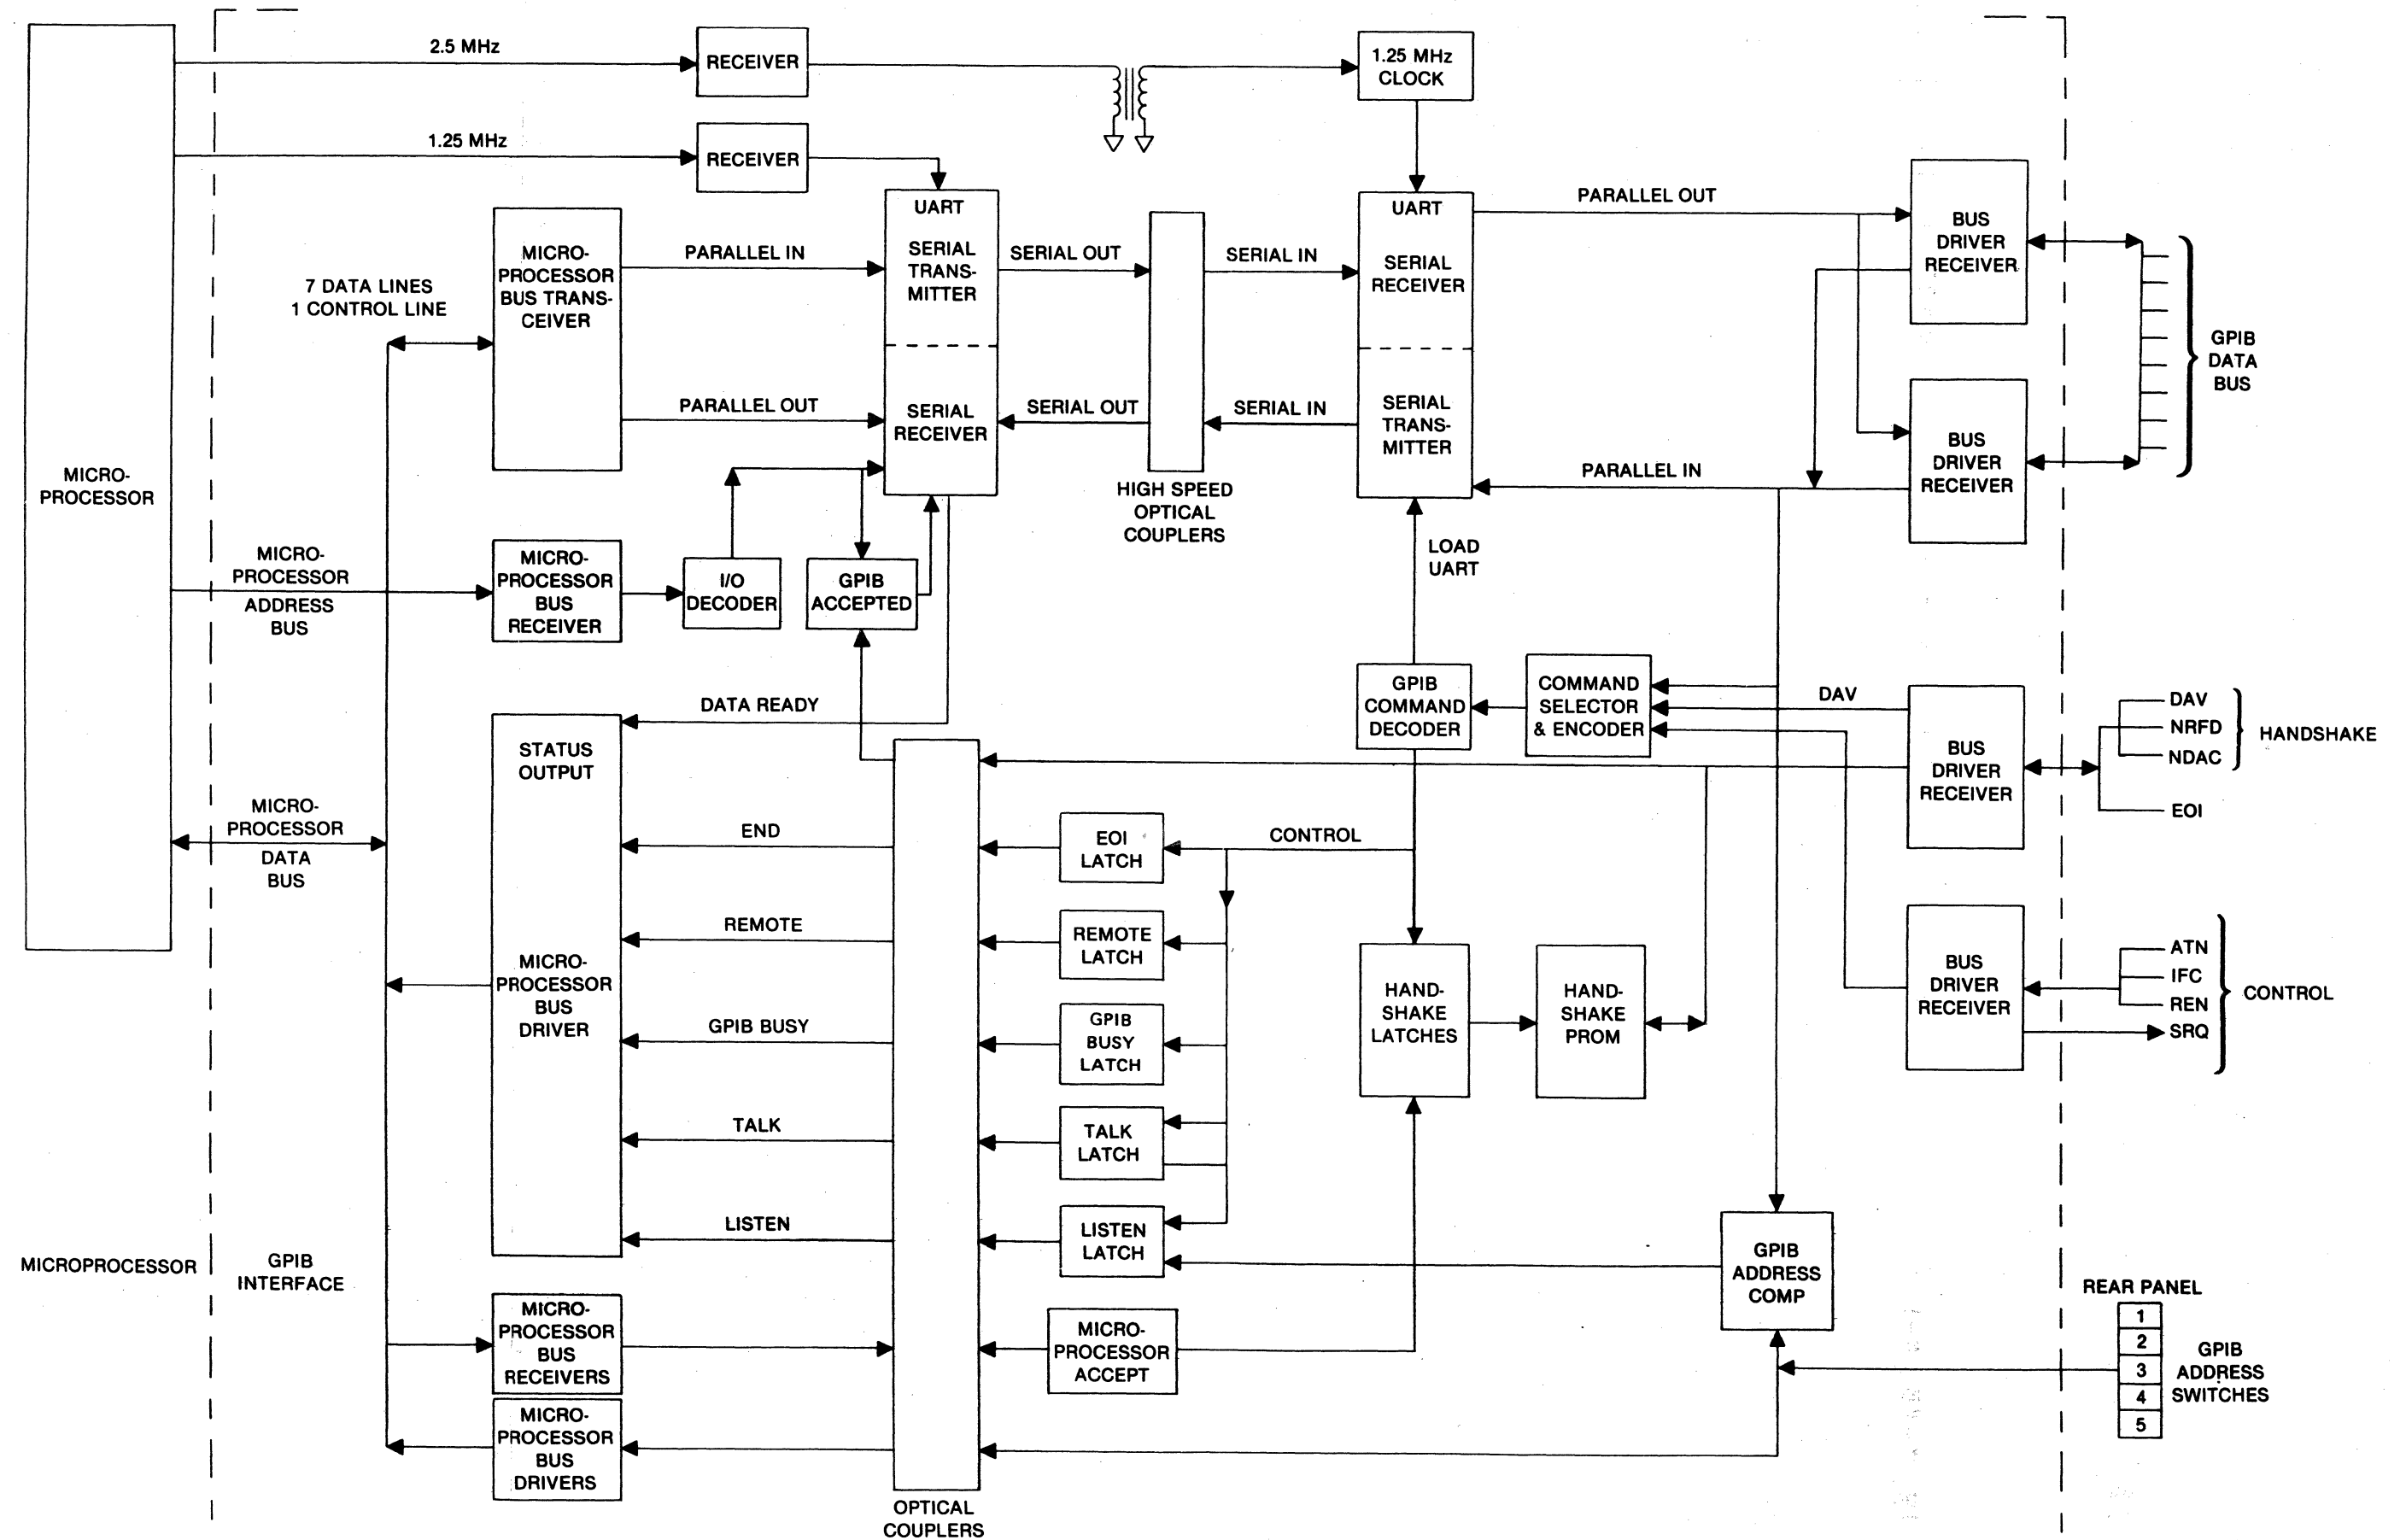 2.5 MHz
RECEIVER
1.25 MHz
CLOCK
1.25 MHz
RECEIVER
MICRO-
PROCESSOR
7 DATA LINES
1 CONTROL LINE
MICRO-
PROCESSOR
BUS TRANS-
CEIVER
PARALLEL IN
PARALLEL OUT
UART
SERIAL
TRANS-
MITTER
SERIAL
RECEIVER
SERIAL OUT
SERIAL OUT
HIGH SPEED
OPTICAL
COUPLERS
SERIAL IN
SERIAL IN
UART
SERIAL
RECEIVER
SERIAL
TRANS-
MITTER
PARALLEL OUT
PARALLEL IN
BUS
DRIVER
RECEIVER
BUS
DRIVER
RECEIVER
GPIB
DATA
BUS
MICRO-
PROCESSOR
ADDRESS
BUS
MICRO-
PROCESSOR
BUS
RECEIVER
I/O
DECODER
GPIB
ACCEPTED
LOAD
UART
GPIB
COMMAND
DECODER
COMMAND
SELECTOR
& ENCODER
DAV
BUS
DRIVER
RECEIVER
DAV
NRFD
NDAC
HANDSHAKE
EOI
DATA READY
STATUS
OUTPUT
MICRO-
PROCESSOR
BUS
DRIVER
MICRO-
PROCESSOR
DATA
BUS
END
REMOTE
GPIB BUSY
TALK
LISTEN
EOI
LATCH
CONTROL
REMOTE
LATCH
GPIB
BUSY
LATCH
TALK
LATCH
LISTEN
LATCH
HAND-
SHAKE
LATCHES
HAND-
SHAKE
PROM
BUS
DRIVER
RECEIVER
ATN
IFC
REN
SRQ
CONTROL
MICROPROCESSOR
GPIB
INTERFACE
MICRO-
PROCESSOR
BUS
RECEIVERS
MICRO-
PROCESSOR
BUS
DRIVERS
OPTICAL
COUPLERS
MICRO-
PROCESSOR
ACCEPT
GPIB
ADDRESS
COMP
REAR PANEL
1
2
3
4
5
GPIB
ADDRESS
SWITCHES